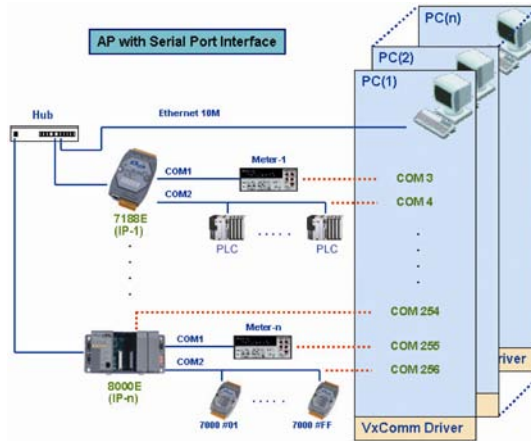 AP with Serial Port Interface
PC(n)
PC(2)
PC(1)
Hub
Ethernet 10M
COM1
Meter-1
COM 3
COM2
COM 4
7188E
(IP-1)
PLC
PLC
COM 254
COM1
Meter-n
COM 255
COM2
COM 256
8000E
(IP-n)
7000 #01
7000 #FF
river
VxComm Driver